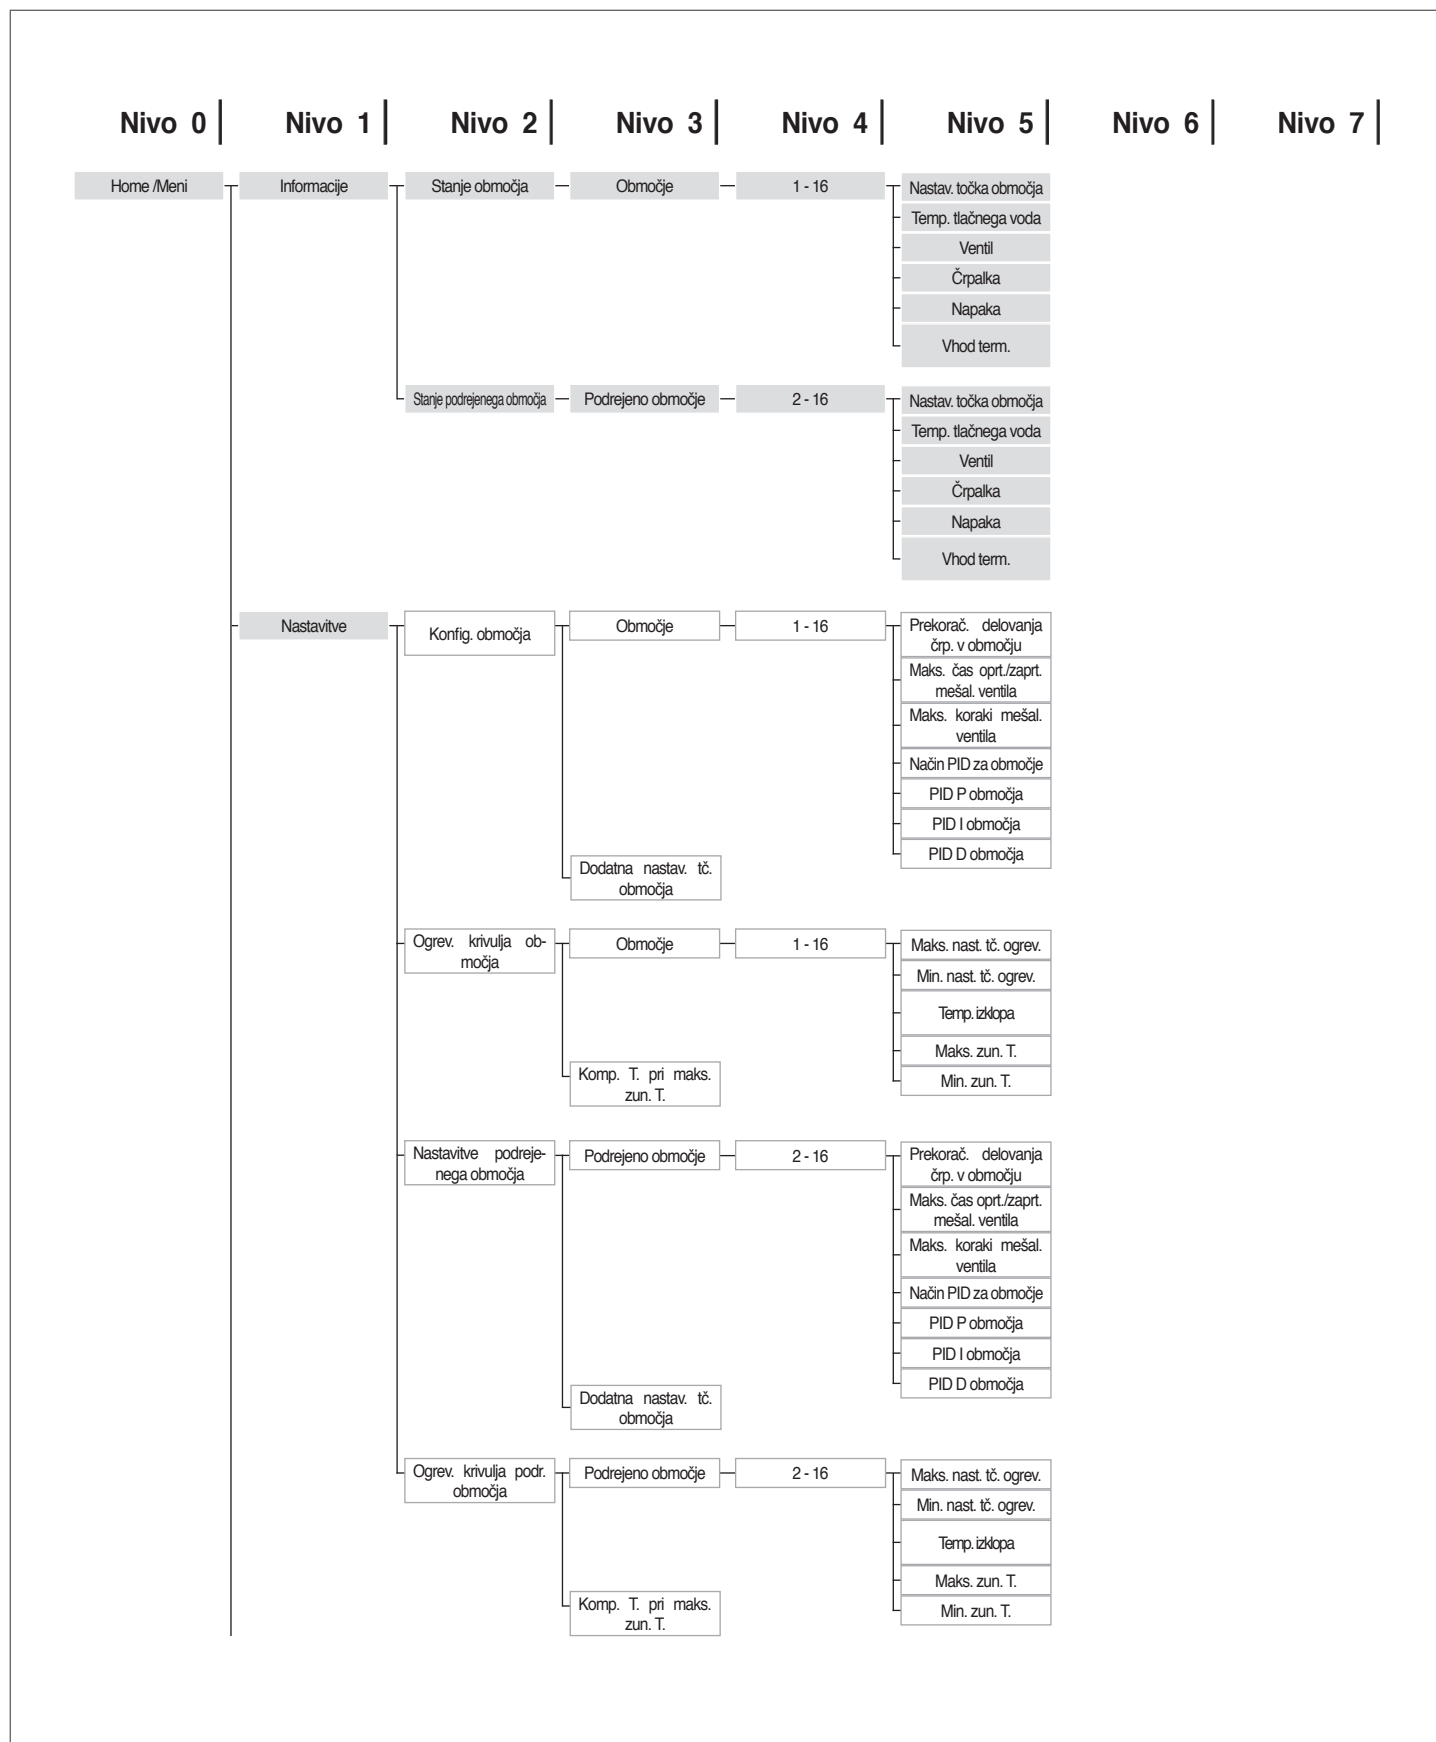 Nivo 0 Nivo 1 Nivo 2 Nivo 3 Nivo 4 Nivo 5 Nivo 6 Nivo 7
Home /Meni Informacije Stanje območja Območje 1 - 16 Nastav. točka območja
Temp. tlačnega voda
Ventil
Črpalka
Napaka
Vhod term.
Stanje podrejenega območja Podrejeno območje 2 - 16 Nastav. točka območja
Temp. tlačnega voda
Ventil
Črpalka
Napaka
Vhod term.
Nastavitve Konfig. območja Območje 1 - 16 Prekorač. delovanja
črp. v območju
Maks. čas oprt./zaprt.
mešal. ventila
Maks. koraki mešal.
ventila
Način PID za območje
PID P območja
PID I območja
PID D območja
Dodatna nastav. tč.
območja
Ogrev. krivulja ob-
močja
Območje 1 - 16 Maks. nast. tč. ogrev.
Min. nast. tč. ogrev.
Temp. izklopa
Maks. zun. T.
Min. zun. T.
Komp. T. pri maks.
zun. T.
Nastavitve podreje-
nega območja
Podrejeno območje 2 - 16 Prekorač. delovanja
črp. v območju
Maks. čas oprt./zaprt.
mešal. ventila
Maks. koraki mešal.
ventila
Način PID za območje
PID P območja
PID I območja
PID D območja
Dodatna nastav. tč.
območja
Ogrev. krivulja podr.
območja
Podrejeno območje 2 - 16 Maks. nast. tč. ogrev.
Min. nast. tč. ogrev.
Temp. izklopa
Maks. zun. T.
Min. zun. T.
Komp. T. pri maks.
zun. T.